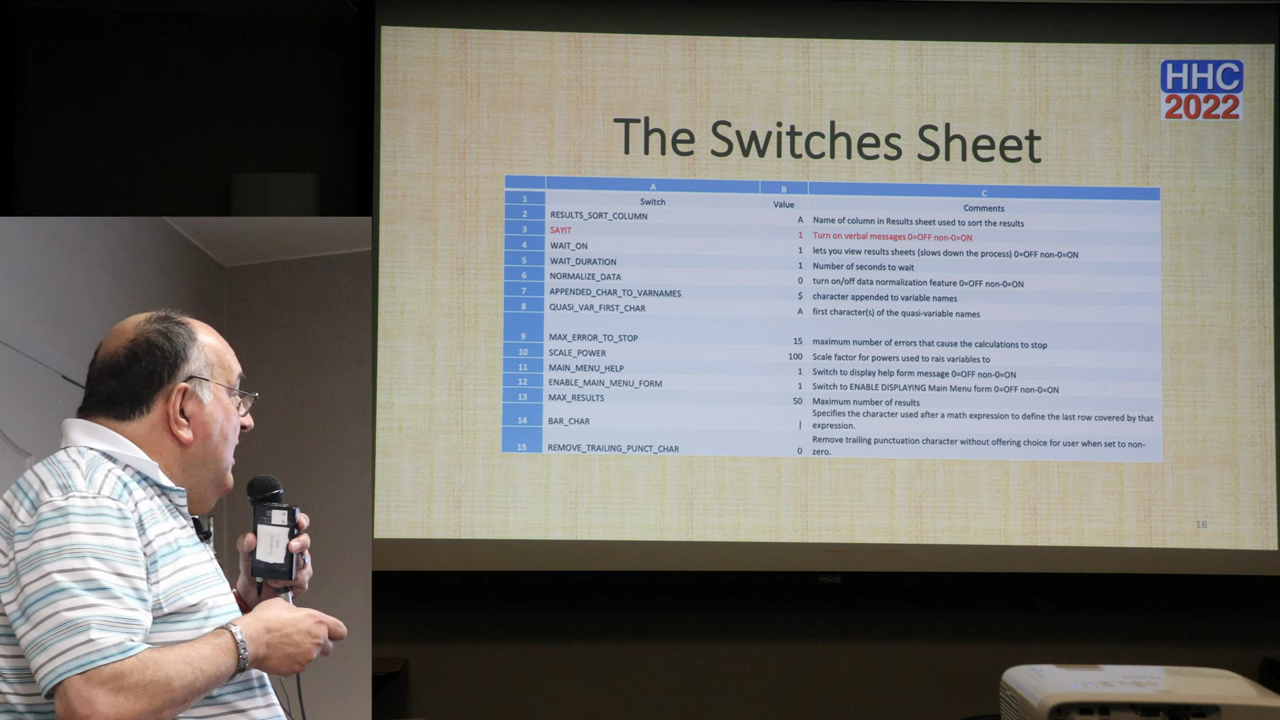 HHC
2022
The Switches Sheet
A B C
1 Switch Value Comments
2 RESULTS_SORT_COLUMN A Name of column in Results sheet used to sort the results
3 SAYIT 1 Turn on verbal messages 0=OFF non-0=ON
4 WAIT_ON 1 lets you view results sheets (slows down the process) 0=OFF non-0=ON
5 WAIT_DURATION 1 Number of seconds to wait
6 NORMALIZE_DATA 0 turn on/off data normalization feature 0=OFF non-0=ON
7 APPENDED_CHAR_TO_VARNAMES $ character appended to variable names
8 QUASI_VAR_FIRST_CHAR A first character(s) of the quasi-variable names
9 MAX_ERROR_TO_STOP 15 maximum number of errors that cause the calculations to stop
10 SCALE_POWER 100 Scale factor for powers used to rais variables to
11 MAIN_MENU_HELP 1 Switch to display help form message 0=OFF non-0=ON
12 ENABLE_MAIN_MENU_FORM 1 Switch to ENABLE DISPLAYING Main Menu form 0=OFF non-0=ON
13 MAX_RESULTS 50 Maximum number of results
14 BAR_CHAR | Specifies the character used after a math expression to define the last row covered by that
expression.
15 REMOVE_TRAILING_PUNCT_CHAR 0 Remove trailing punctuation character without offering choice for user when set to non-
zero.
16